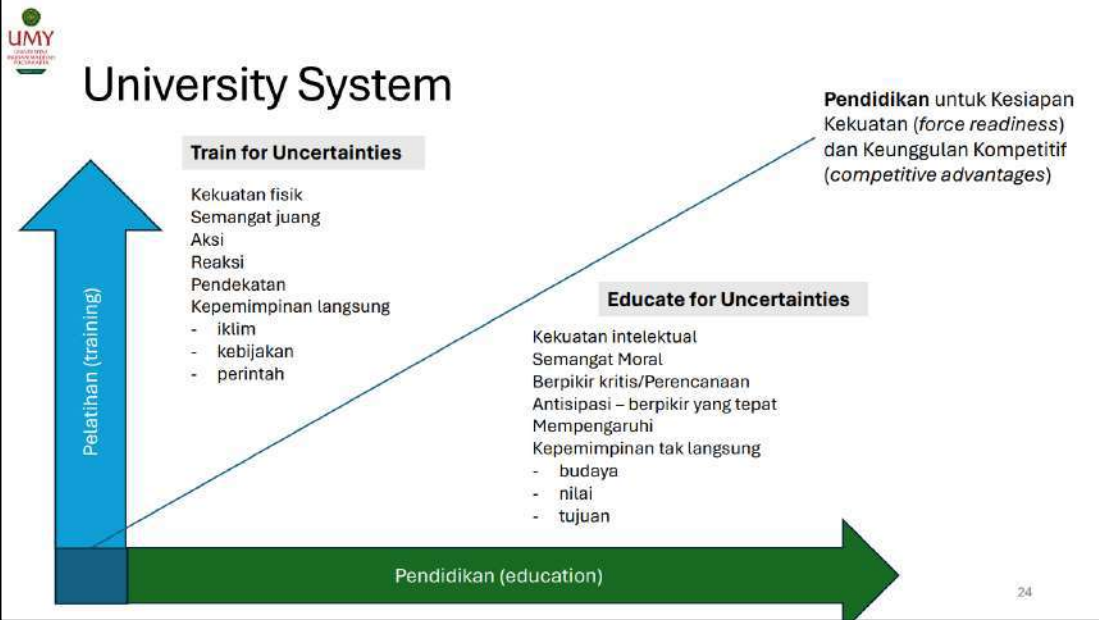 UMY
University System
Train for Uncertainties
Kekuatan fisik
Semangat juang
Aksi
Reaksi
Pendekatan
Kepemimpinan langsung
- iklim
- kebijakan
- perintah
Pelatihan (training)
Pendidikan untuk Kesiapan
Kekuatan (force readiness)
dan Keunggulan Kompetitif
(competitive advantages)
Educate for Uncertainties
Kekuatan intelektual
Semangat Moral
Berpikir kritis/Perencanaan
Antisipasi – berpikir yang tepat
Mempengaruhi
Kepemimpinan tak langsung
- budaya
- nilai
- tujuan
Pendidikan (education)
24